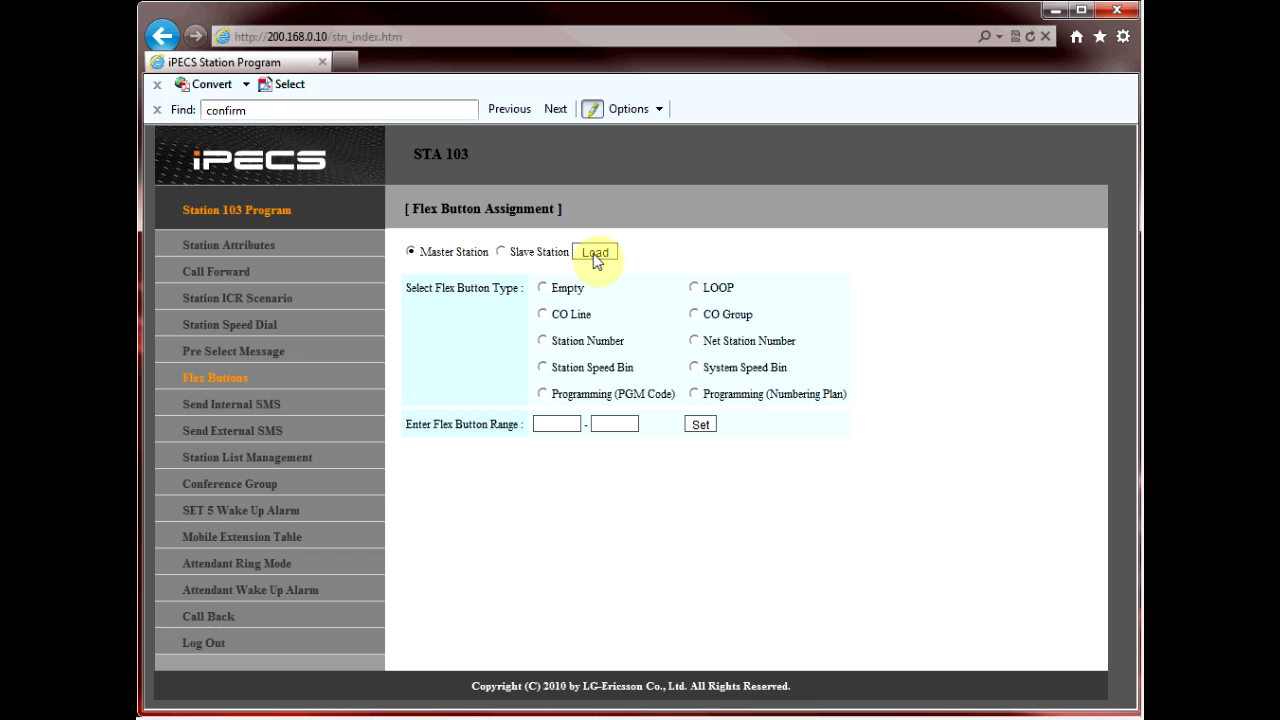 http://200.168.0.10/stn_index.htm
iPECS Station Program
x Convert Select
x Find: confirm Previous Next Options
iPECS
STA 103
Station 103 Program
[ Flex Button Assignment ]
Station Attributes
Call Forward
Station ICR Scenario
Station Speed Dial
Pre Select Message
Flex Buttons
Send Internal SMS
Send External SMS
Station List Management
Conference Group
SET 5 Wake Up Alarm
Mobile Extension Table
Attendant Ring Mode
Attendant Wake Up Alarm
Call Back
Log Out
Master Station Slave Station Load
Select Flex Button Type : Empty LOOP
CO Line CO Group
Station Number Net Station Number
Station Speed Bin System Speed Bin
Programming (PGM Code) Programming (Numbering Plan)
Enter Flex Button Range : - Set
Copyright (C) 2010 by LG-Ericsson Co., Ltd. All Rights Reserved.